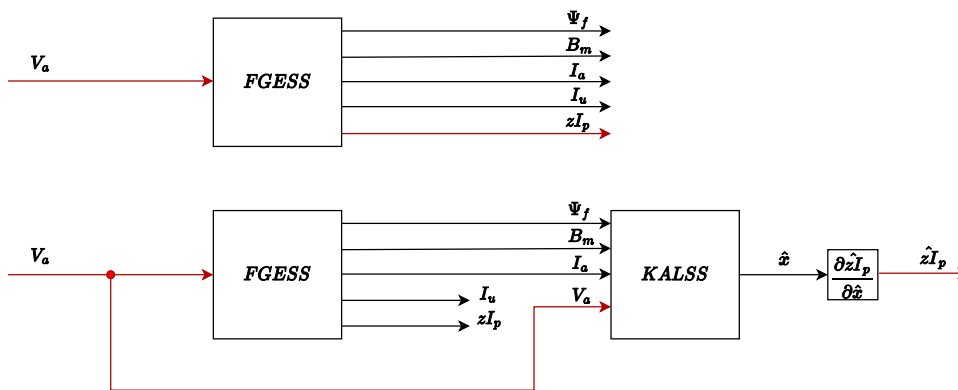 Ψ_f
V_a
B_m
FGESS
I_a
I_u
zI_p
Ψ_f
V_a
B_m
FGESS
I_a
KALSS
x̂
∂ẑI_p / ∂x̂
ẑI_p
I_u
V_a
zI_p